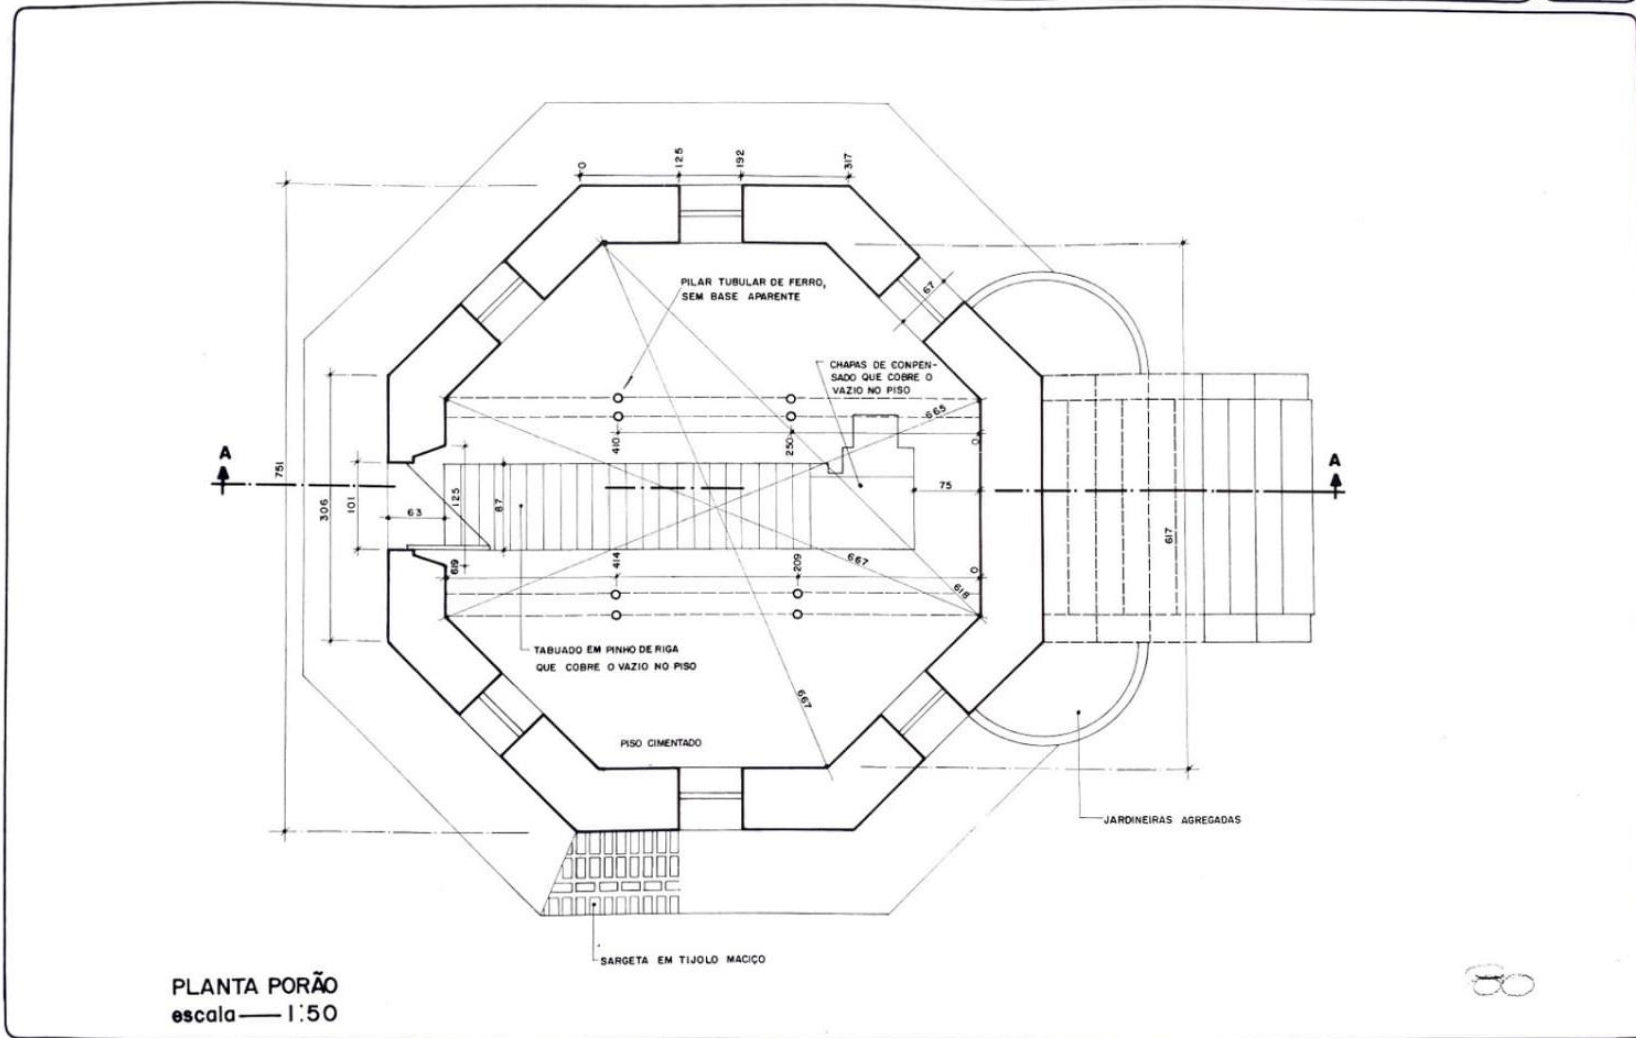 0
125
192
317
PILAR TUBULAR DE FERRO,
SEM BASE APARENTE
67
CHAPAS DE CONPEN-
SADO QUE COBRE O
VAZIO NO PISO
665
410
250
0
A
A
751
306
101
63
125
87
75
617
619
414
209
0
667
618
TABUADO EM PINHO DE RIGA
QUE COBRE O VAZIO NO PISO
667
PISO CIMENTADO
JARDINEIRAS AGREGADAS
SARGETA EM TIJOLO MACIÇO
PLANTA PORÃO
escala — 1:50